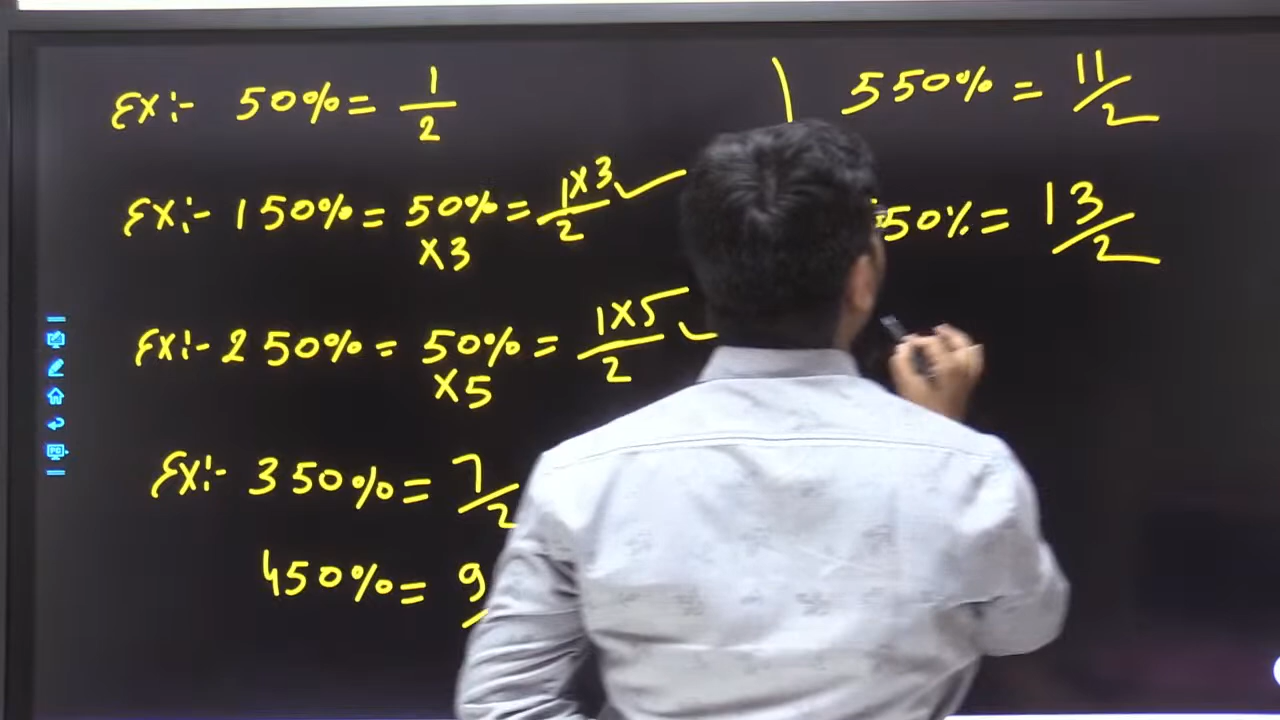 Ex:- 50% = 1/2
Ex:- 150% = 50% × 3 = 1×3/2
Ex:- 250% = 50% × 5 = 1×5/2
Ex:- 350% = 7/2
450% = 9
550% = 11/2
50% = 13/2